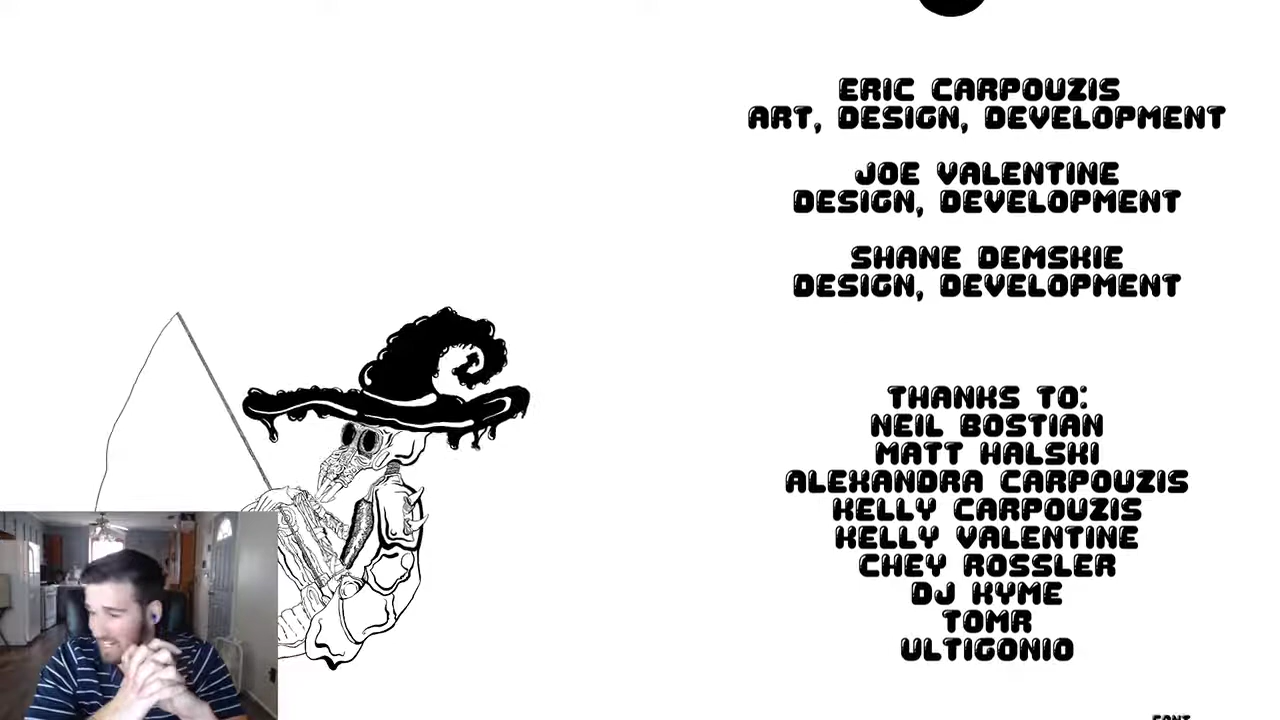 ERIC CARPOUZIS
ART, DESIGN, DEVELOPMENT
JOE VALENTINE
DESIGN, DEVELOPMENT
SHANE DEMSKIE
DESIGN, DEVELOPMENT
THANKS TO:
NEIL BOSTIAN
MATT HALSKI
ALEXANDRA CARPOUZIS
KELLY CARPOUZIS
KELLY VALENTINE
CHEY ROSSLER
DJ KYME
TOMR
ULTIGONIO
FONT